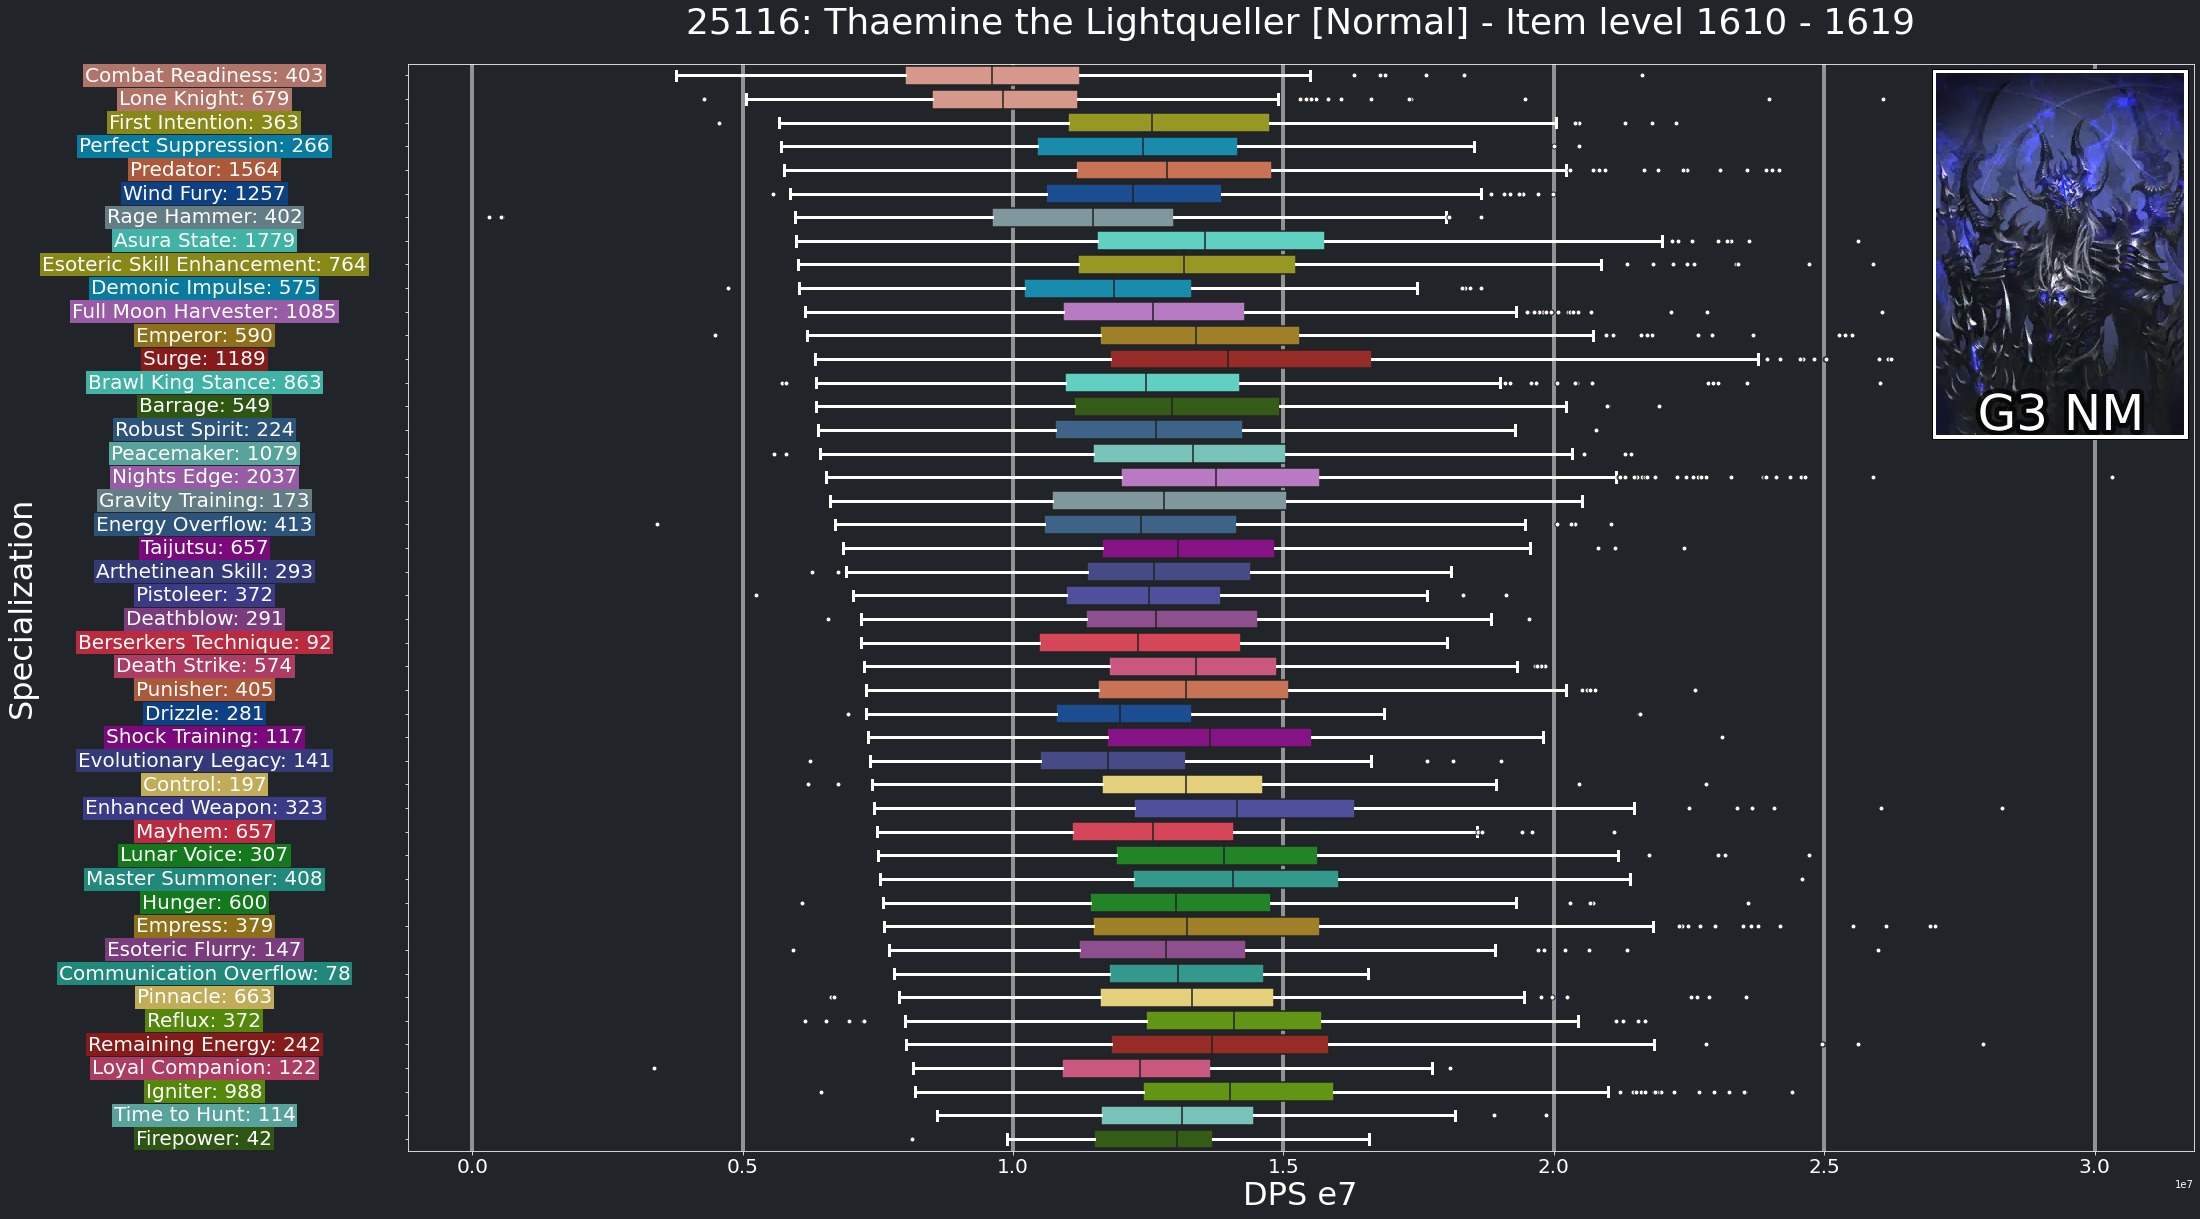 25116: Thaemine the Lightqueller [Normal] - Item level 1610 - 1619
Combat Readiness: 403
Lone Knight: 679
First Intention: 363
Perfect Suppression: 266
Predator: 1564
Wind Fury: 1257
Rage Hammer: 402
Asura State: 1779
Esoteric Skill Enhancement: 764
Demonic Impulse: 575
Full Moon Harvester: 1085
Emperor: 590
Surge: 1189
Brawl King Stance: 863
Barrage: 549
Robust Spirit: 224
Peacemaker: 1079
Nights Edge: 2037
Gravity Training: 173
Energy Overflow: 413
Taijutsu: 657
Arthetinean Skill: 293
Pistoleer: 372
Deathblow: 291
Berserkers Technique: 92
Death Strike: 574
Punisher: 405
Drizzle: 281
Shock Training: 117
Evolutionary Legacy: 141
Control: 197
Enhanced Weapon: 323
Mayhem: 657
Lunar Voice: 307
Master Summoner: 408
Hunger: 600
Empress: 379
Esoteric Flurry: 147
Communication Overflow: 78
Pinnacle: 663
Reflux: 372
Remaining Energy: 242
Loyal Companion: 122
Igniter: 988
Time to Hunt: 114
Firepower: 42
Specialization
G3 NM
0.0 0.5 1.0 1.5 2.0 2.5 3.0
DPS e7
1e7